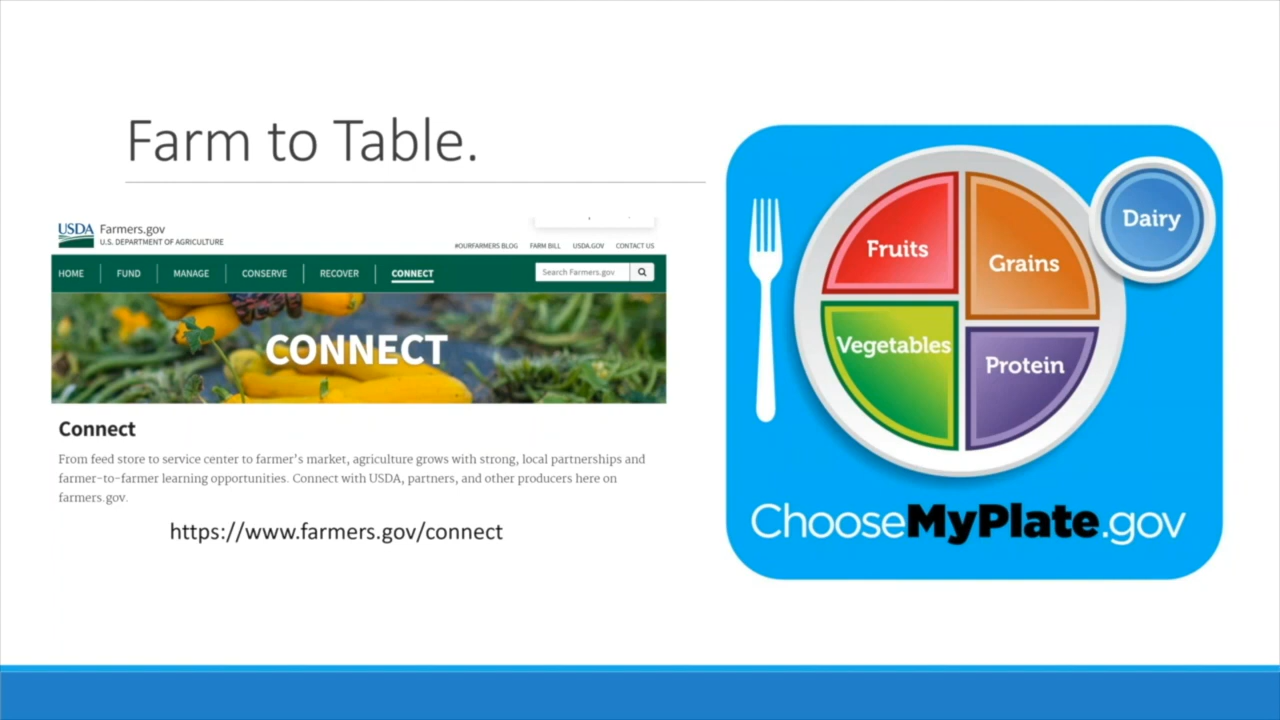 Farm to Table.
USDA
Farmers.gov
U.S. DEPARTMENT OF AGRICULTURE
#OURFARMERS BLOG FARM BILL USDA.GOV CONTACT US
HOME FUND MANAGE CONSERVE RECOVER CONNECT
Search Farmers.gov
CONNECT
Connect
From feed store to service center to farmer's market, agriculture grows with strong, local partnerships and
farmer-to-farmer learning opportunities. Connect with USDA, partners, and other producers here on
farmers.gov.
https://www.farmers.gov/connect
Dairy
Fruits
Grains
Vegetables
Protein
ChooseMyPlate.gov